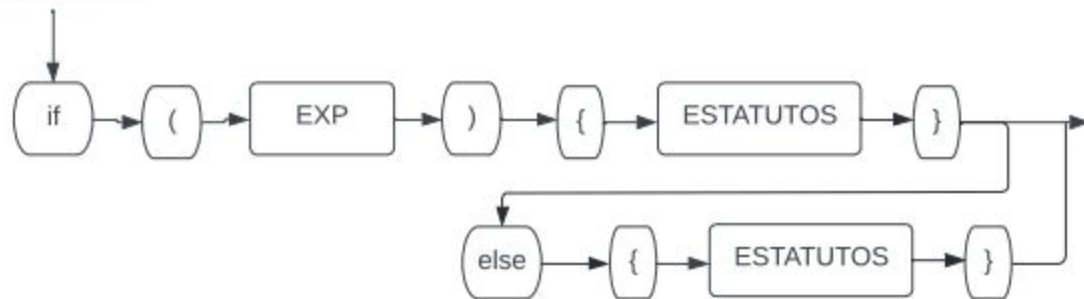 if ( EXP ) { ESTATUTOS }
else { ESTATUTOS }